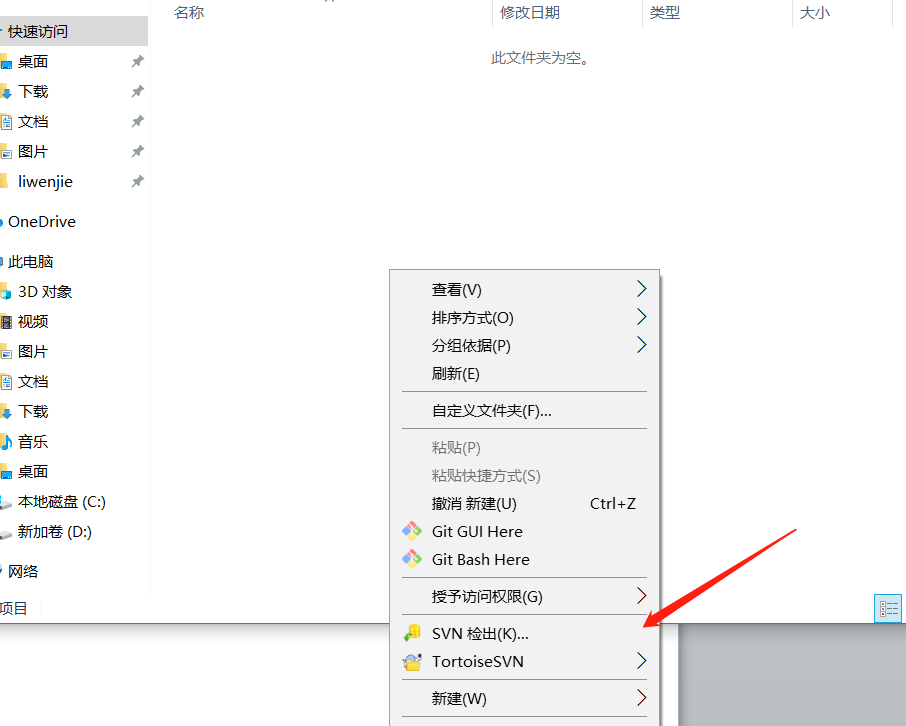 名称 修改日期 类型 大小
快速访问
此文件夹为空。
桌面
下载
文档
图片
liwenjie
OneDrive
此电脑
3D 对象
视频
图片
文档
下载
音乐
桌面
本地磁盘 (C:)
新加卷 (D:)
网络
项目
查看(V)
排序方式(O)
分组依据(P)
刷新(E)
自定义文件夹(F)...
粘贴(P)
粘贴快捷方式(S)
撤消 新建(U) Ctrl+Z
Git GUI Here
Git Bash Here
授予访问权限(G)
SVN 检出(K)...
TortoiseSVN
新建(W)